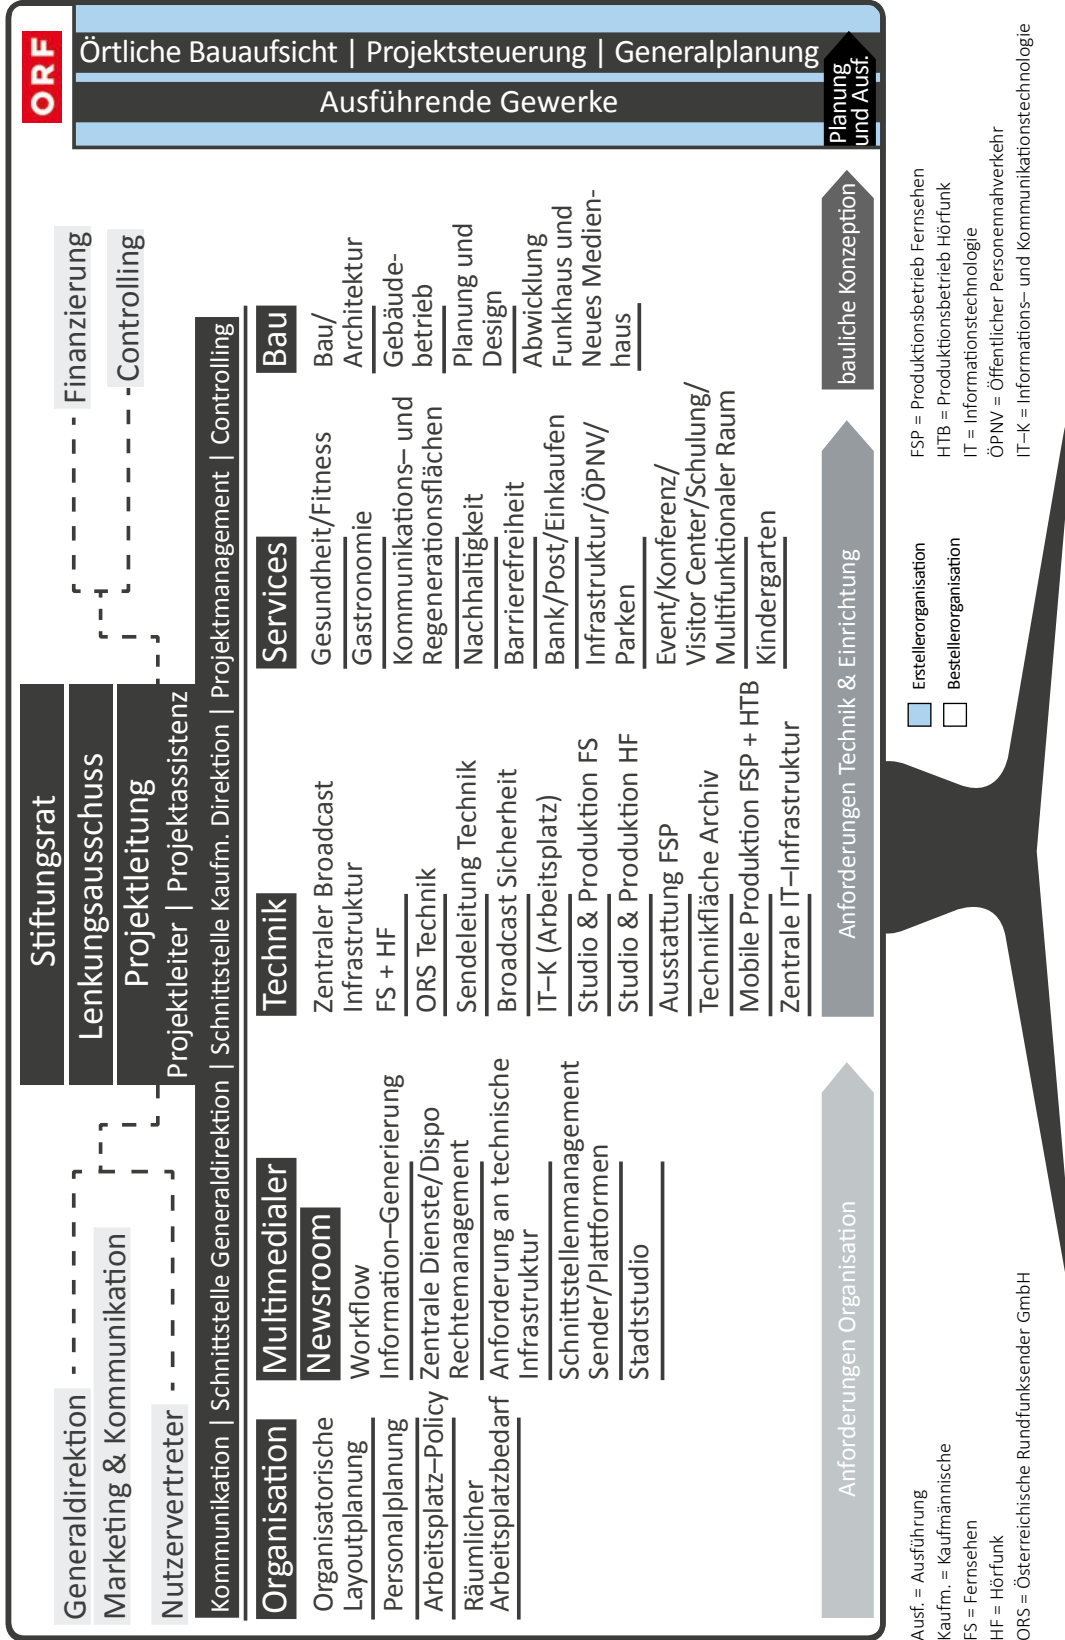 ORF
Stiftungsrat
Lenkungsausschuss
Projektleitung
Projektleiter | Projektassistenz
Generaldirektion
Marketing & Kommunikation
Nutzervertreter
Finanzierung
Controlling
Kommunikation | Schnittstelle Generaldirektion | Schnittstelle Kaufm. Direktion | Projektmanagement | Controlling
Organisation
Organisatorische
Layoutplanung
Personalplanung
Arbeitsplatz–Policy
Räumlicher
Arbeitsplatzbedarf
Multimedialer
Newsroom
Workflow
Information–Generierung
Zentrale Dienste/Dispo
Rechtemanagement
Anforderung an technische
Infrastruktur
Schnittstellenmanagement
Sender/Plattformen
Stadtstudio
Technik
Zentraler Broadcast
Infrastruktur
FS + HF
ORS Technik
Sendeleitung Technik
Broadcast Sicherheit
IT–K (Arbeitsplatz)
Studio & Produktion FS
Studio & Produktion HF
Ausstattung FSP
Technikfläche Archiv
Mobile Produktion FSP + HTB
Zentrale IT–Infrastruktur
Services
Gesundheit/Fitness
Gastronomie
Kommunikations– und
Regenerationsflächen
Nachhaltigkeit
Barrierefreiheit
Bank/Post/Einkaufen
Infrastruktur/ÖPNV/
Parken
Event/Konferenz/
Visitor Center/Schulung/
Multifunktionaler Raum
Kindergarten
Bau
Bau/
Architektur
Gebäude-
betrieb
Planung und
Design
Abwicklung
Funkhaus und
Neues Medien-
haus
Örtliche Bauaufsicht | Projektsteuerung | Generalplanung
Ausführende Gewerke
Anforderungen Organisation
Anforderungen Technik & Einrichtung
bauliche Konzeption
Planung
und Ausf.
Ausf. = Ausführung
Kaufm. = Kaufmännische
FS = Fernsehen
HF = Hörfunk
ORS = Österreichische Rundfunksender GmbH
Erstellerorganisation
Bestellerorganisation
FSP = Produktionsbetrieb Fernsehen
HTB = Produktionsbetrieb Hörfunk
IT = Informationstechnologie
ÖPNV = Öffentlicher Personennahverkehr
IT–K = Informations– und Kommunikationstechnologie